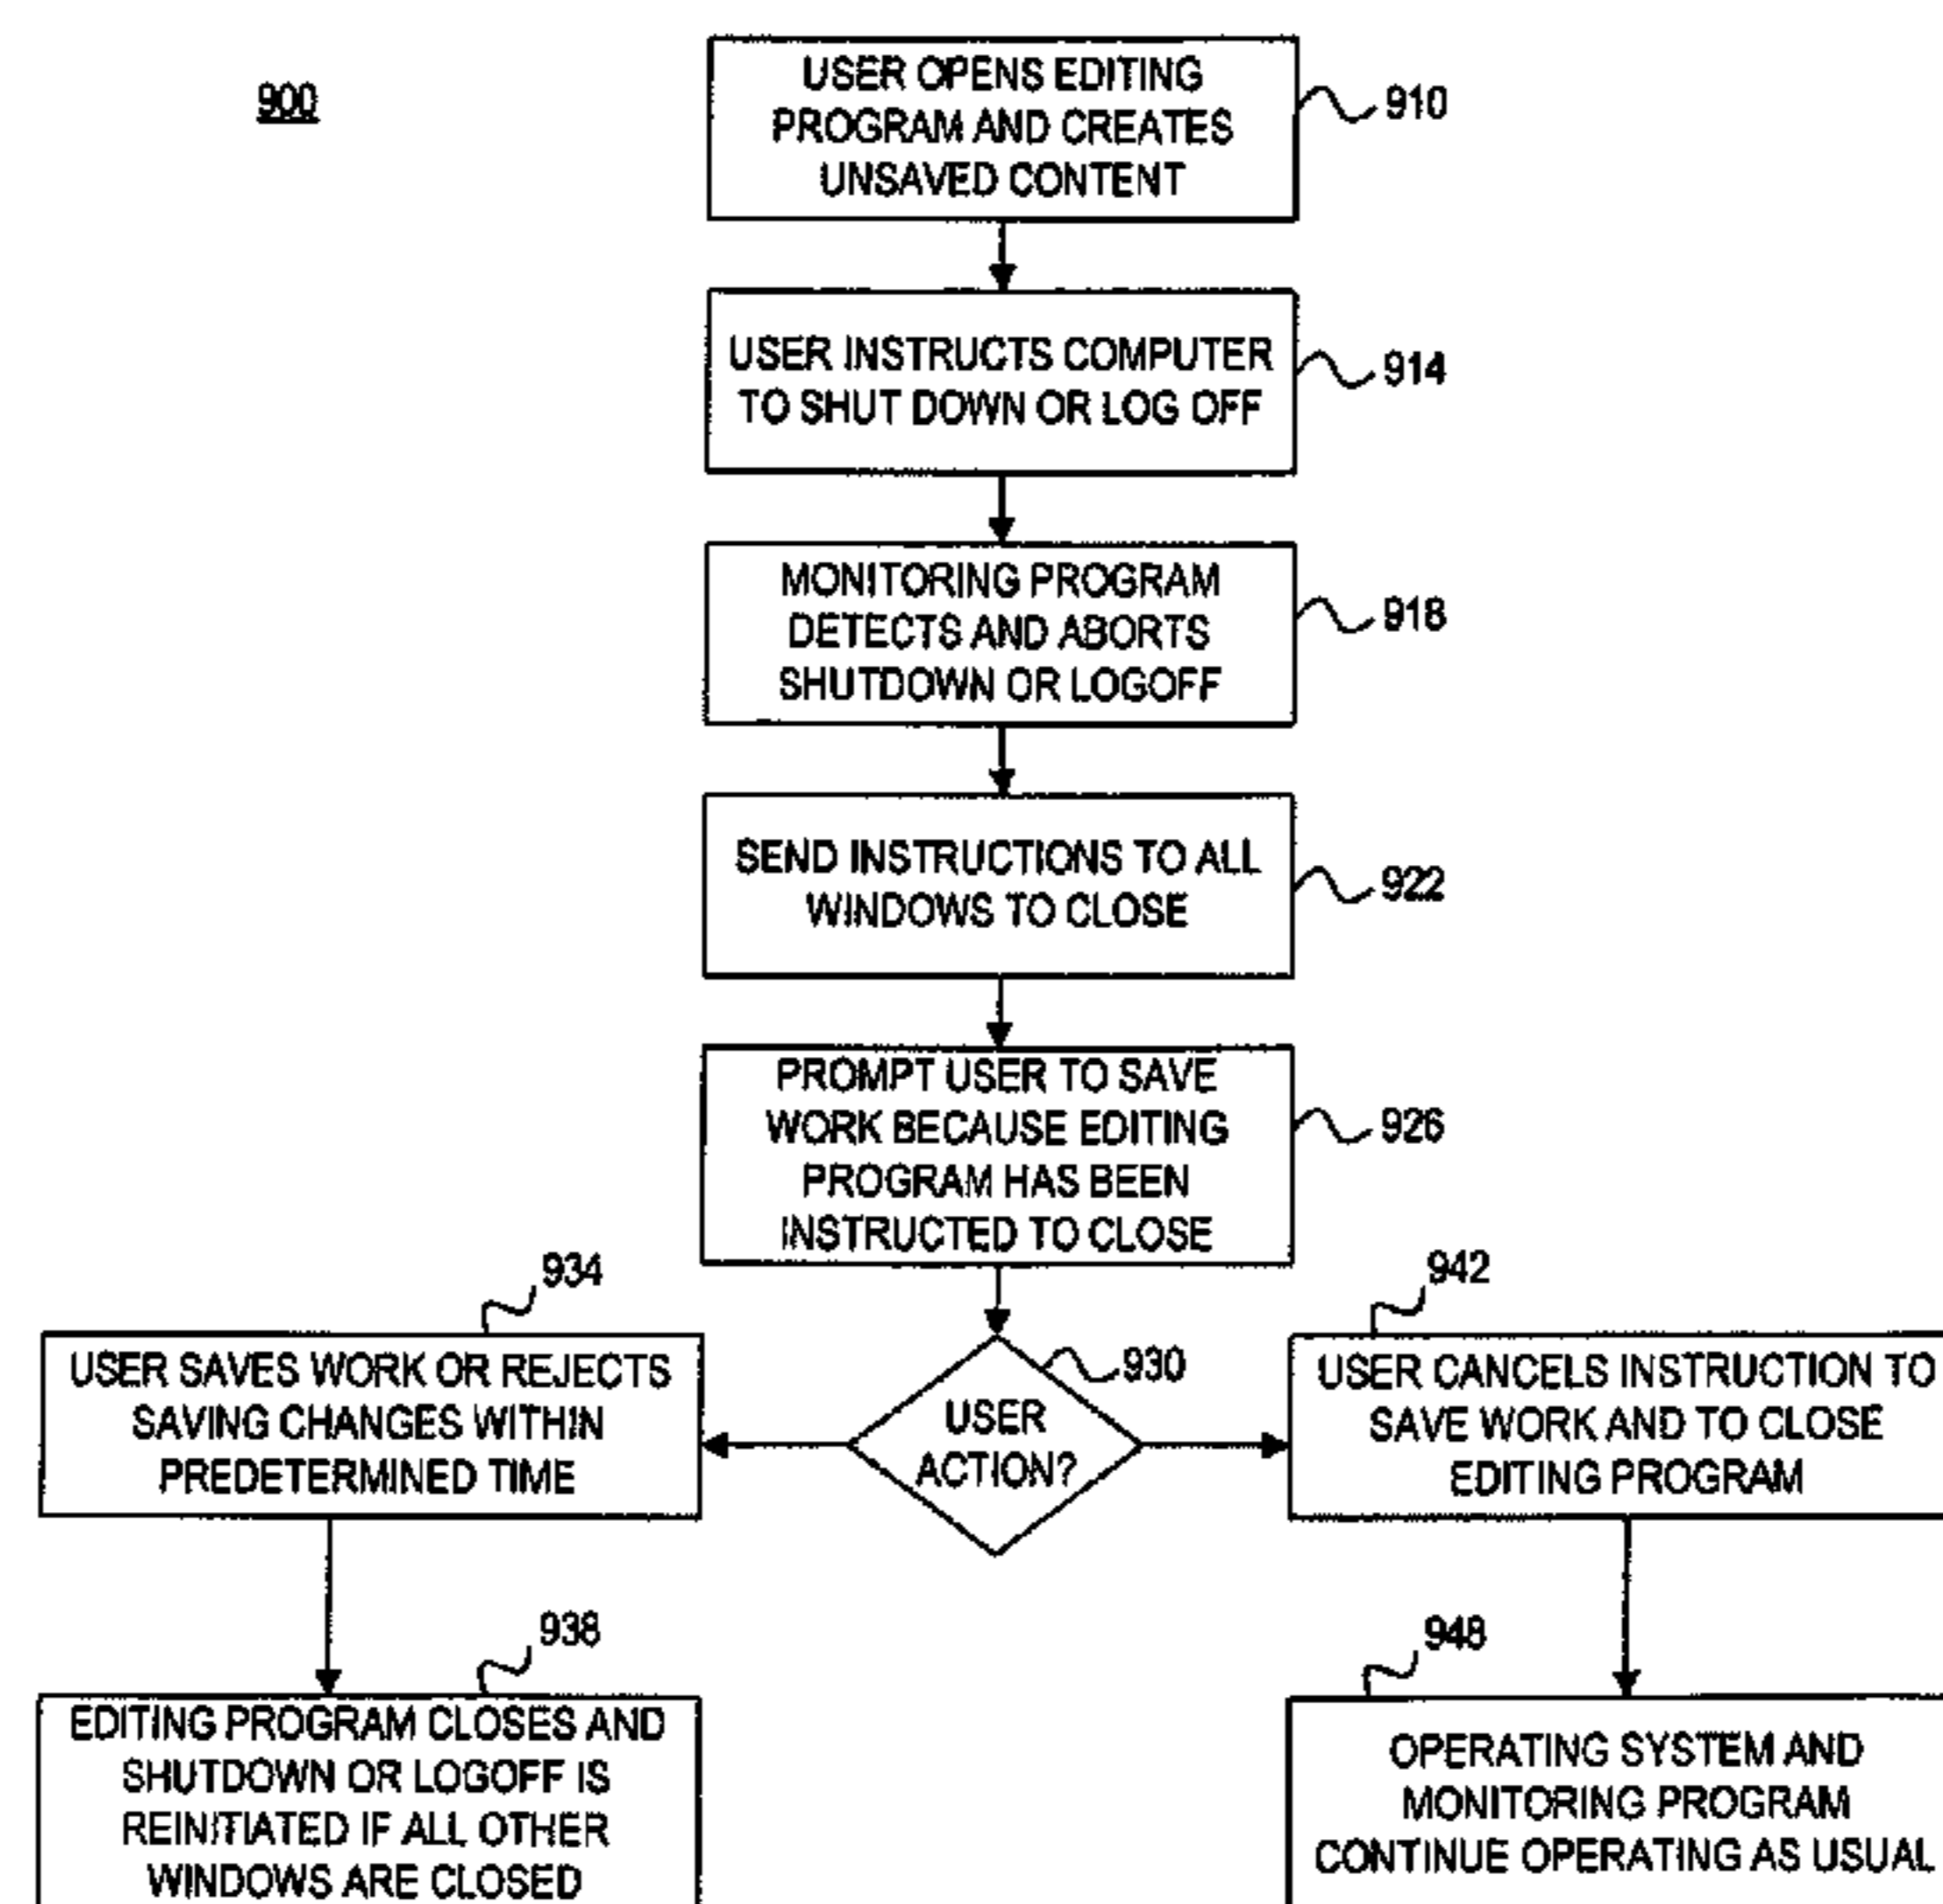 900
USER OPENS EDITING
PROGRAM AND CREATES
UNSAVED CONTENT
910
USER INSTRUCTS COMPUTER
TO SHUT DOWN OR LOG OFF
914
MONITORING PROGRAM
DETECTS AND ABORTS
SHUTDOWN OR LOGOFF
918
SEND INSTRUCTIONS TO ALL
WINDOWS TO CLOSE
922
PROMPT USER TO SAVE
WORK BECAUSE EDITING
PROGRAM HAS BEEN
INSTRUCTED TO CLOSE
926
934
USER SAVES WORK OR REJECTS
SAVING CHANGES WITHIN
PREDETERMINED TIME
930
USER
ACTION?
942
USER CANCELS INSTRUCTION TO
SAVE WORK AND TO CLOSE
EDITING PROGRAM
938
EDITING PROGRAM CLOSES AND
SHUTDOWN OR LOGOFF IS
REINITIATED IF ALL OTHER
WINDOWS ARE CLOSED
948
OPERATING SYSTEM AND
MONITORING PROGRAM
CONTINUE OPERATING AS USUAL